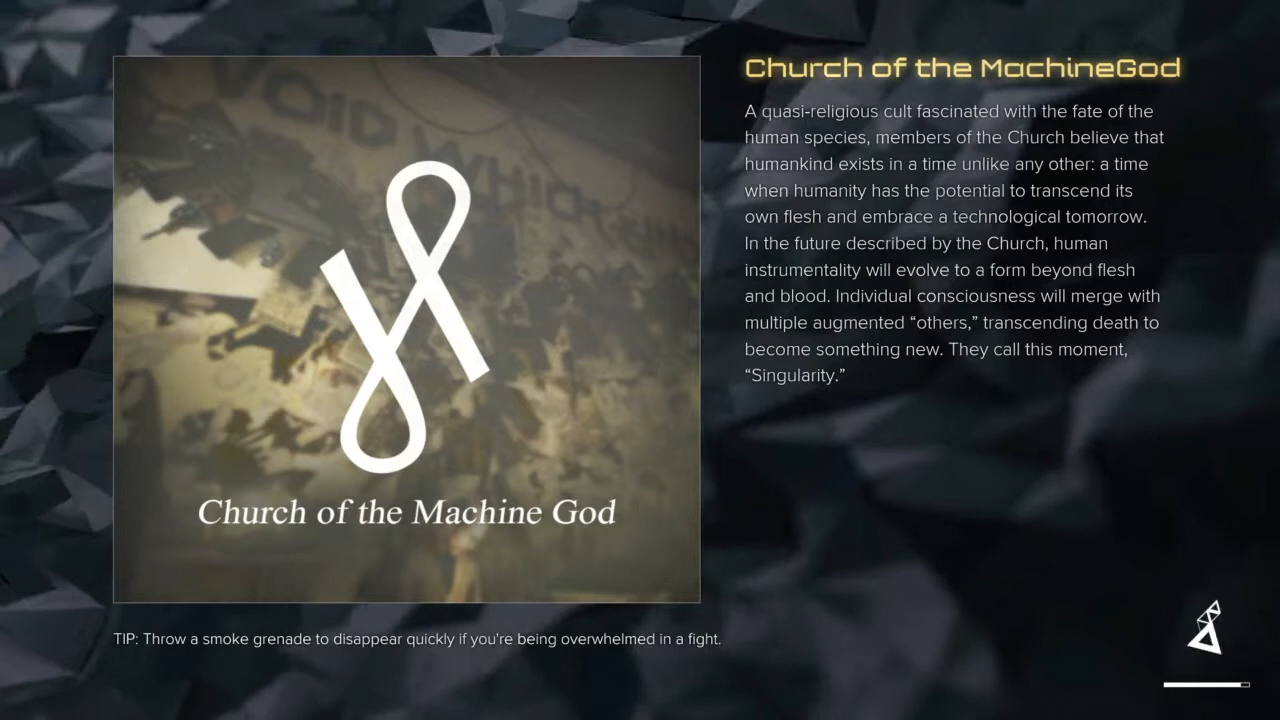 Church of the MachineGod
A quasi-religious cult fascinated with the fate of the
human species, members of the Church believe that
humankind exists in a time unlike any other: a time
when humanity has the potential to transcend its
own flesh and embrace a technological tomorrow.
In the future described by the Church, human
instrumentality will evolve to a form beyond flesh
and blood. Individual consciousness will merge with
multiple augmented “others,” transcending death to
become something new. They call this moment,
“Singularity.”
VOID WHICH
Church of the Machine God
TIP: Throw a smoke grenade to disappear quickly if you're being overwhelmed in a fight.